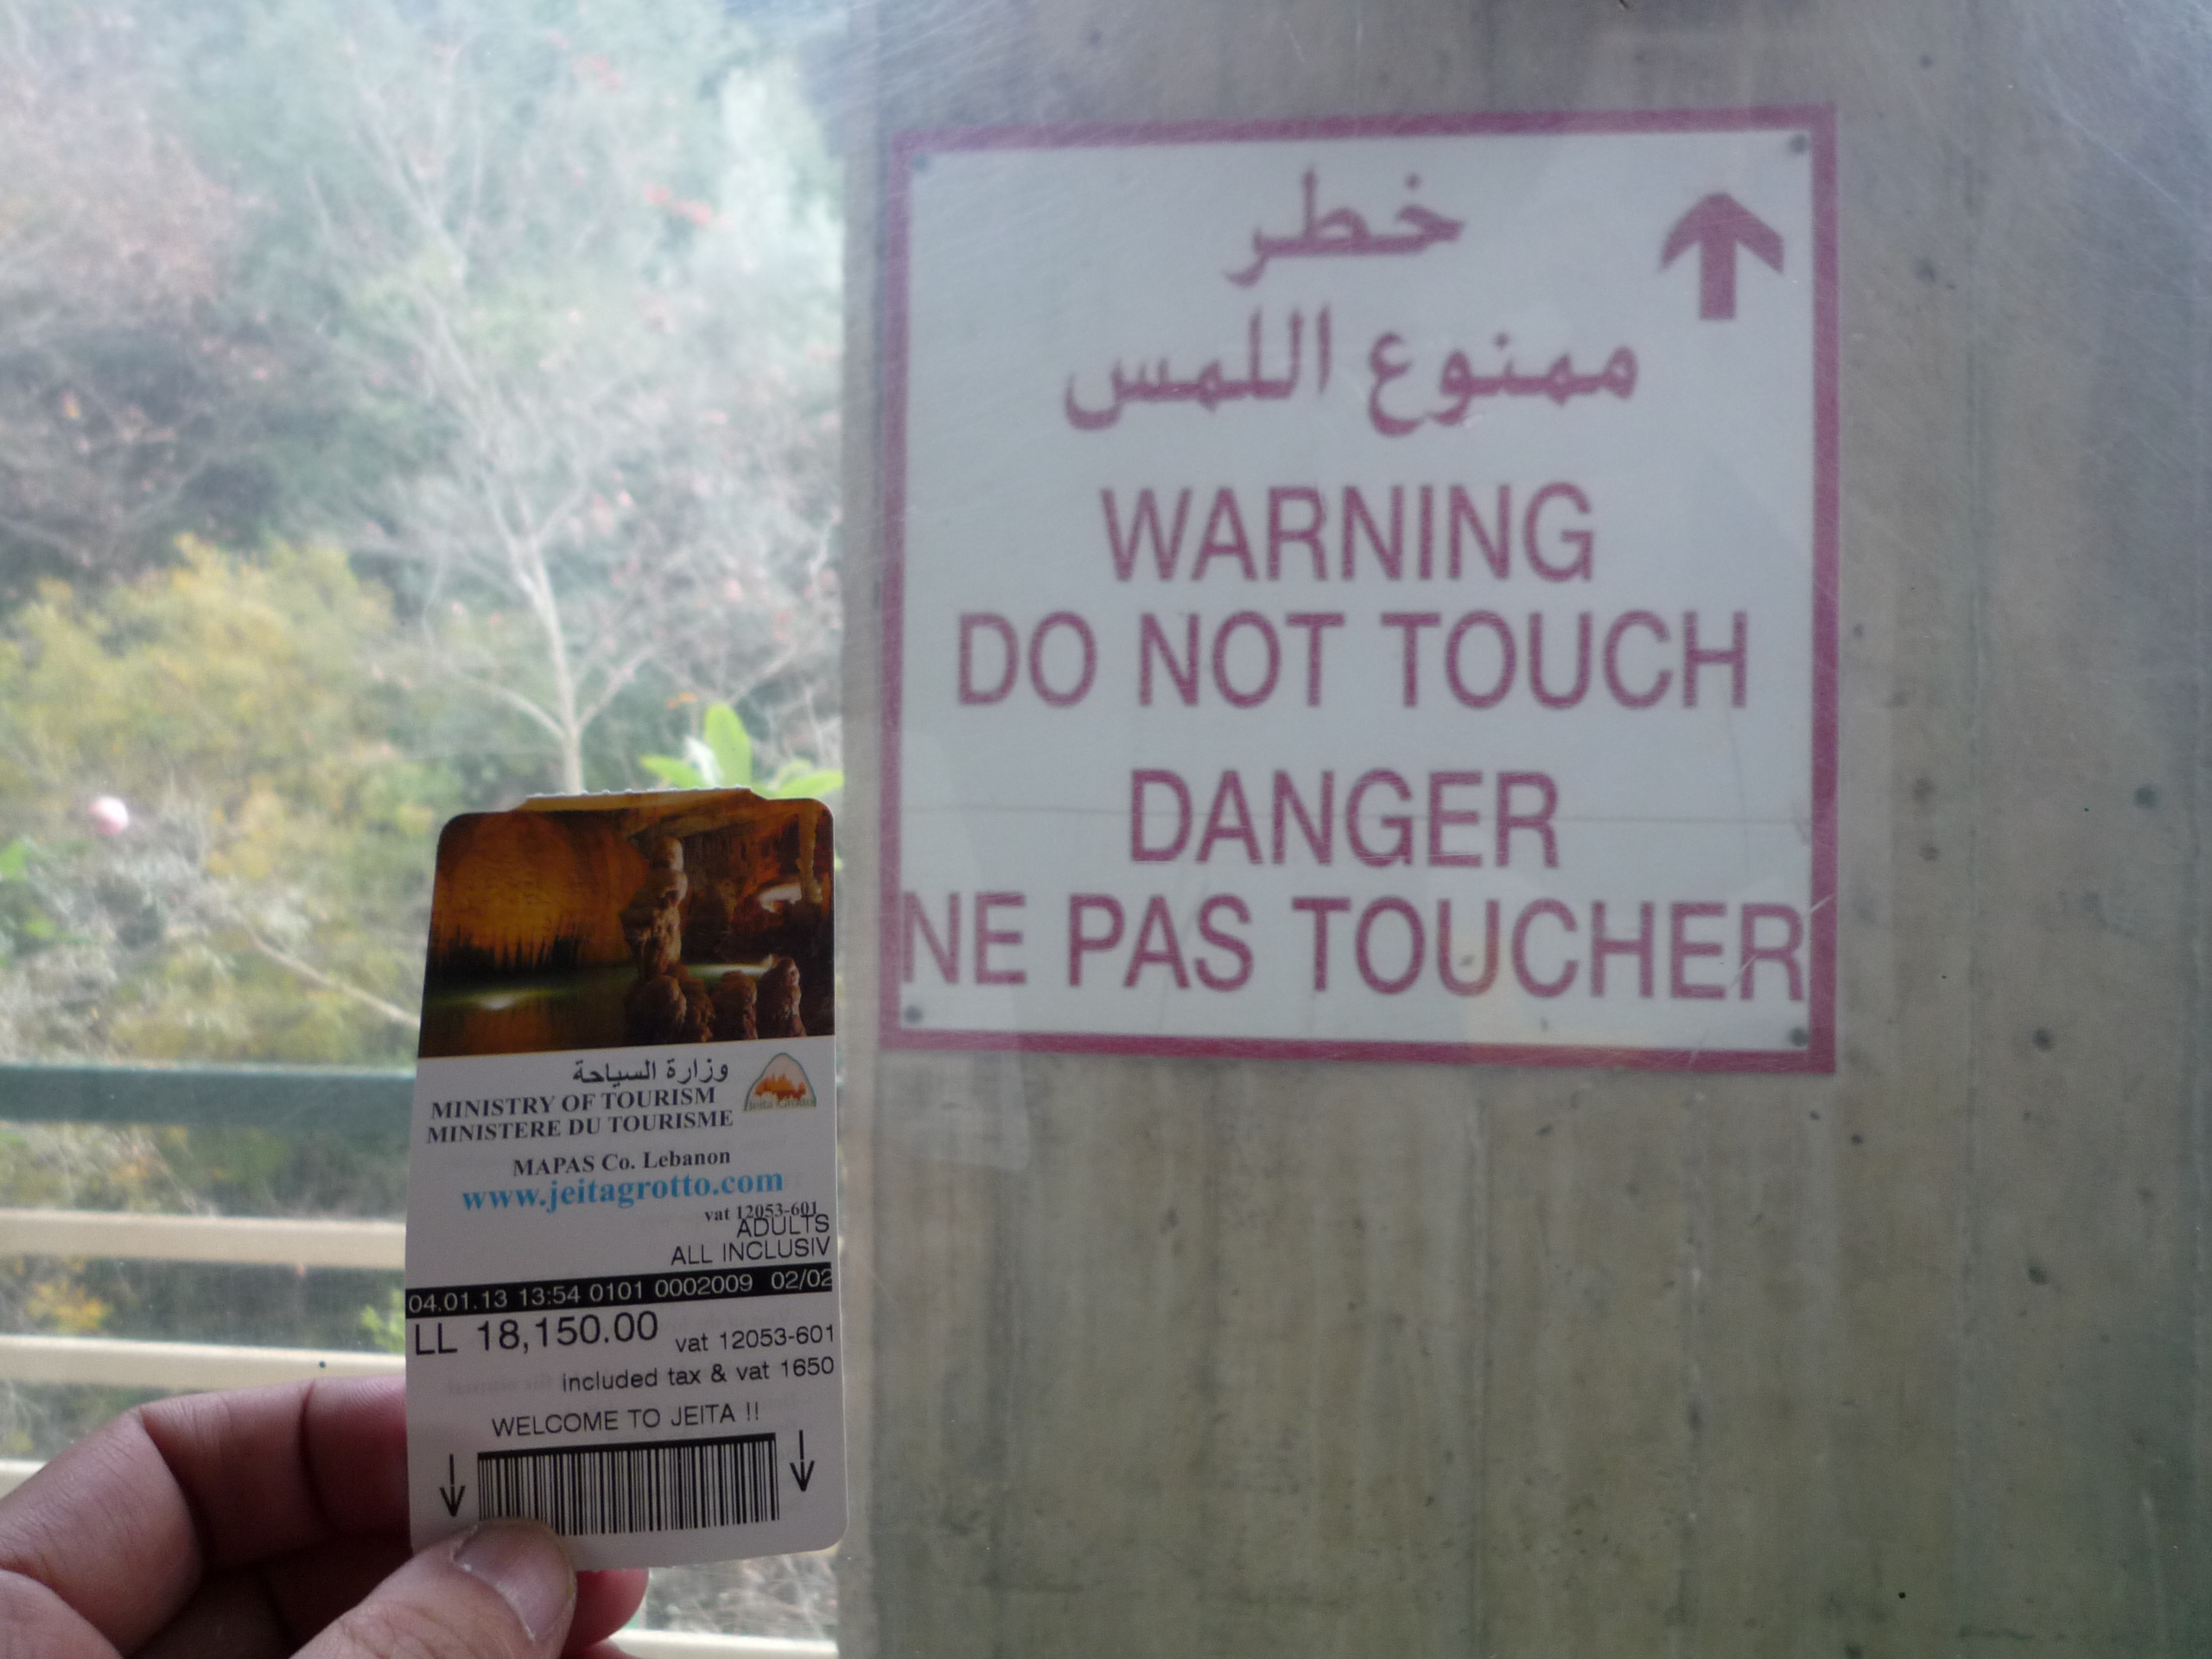 خطر
ممنوع اللمس
WARNING
DO NOT TOUCH
DANGER
NE PAS TOUCHER
وزارة السياحة
MINISTRY OF TOURISM
MINISTERE DU TOURISME
Jeita Grotto
MAPAS Co. Lebanon
www.jeitagrotto.com
vat 12053-601
ADULTS
ALL INCLUSIV
04.01.13 13:54 0101 0002009 02/02
LL 18,150.00 vat 12053-601
included tax & vat 1650
WELCOME TO JEITA !!